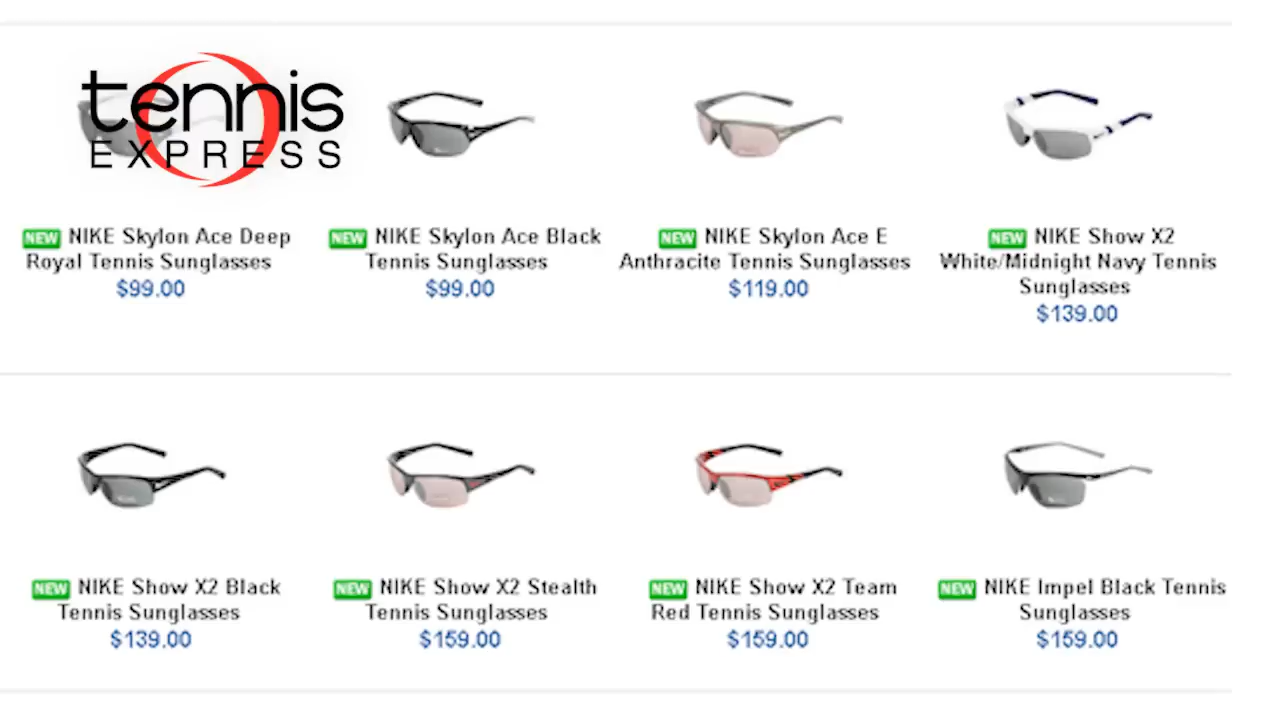 tennis
EXPRESS
NEW NIKE Skylon Ace Deep
Royal Tennis Sunglasses
$99.00
NEW NIKE Skylon Ace Black
Tennis Sunglasses
$99.00
NEW NIKE Skylon Ace E
Anthracite Tennis Sunglasses
$119.00
NEW NIKE Show X2
White/Midnight Navy Tennis
Sunglasses
$139.00
NEW NIKE Show X2 Black
Tennis Sunglasses
$139.00
NEW NIKE Show X2 Stealth
Tennis Sunglasses
$159.00
NEW NIKE Show X2 Team
Red Tennis Sunglasses
$159.00
NEW NIKE Impel Black Tennis
Sunglasses
$159.00